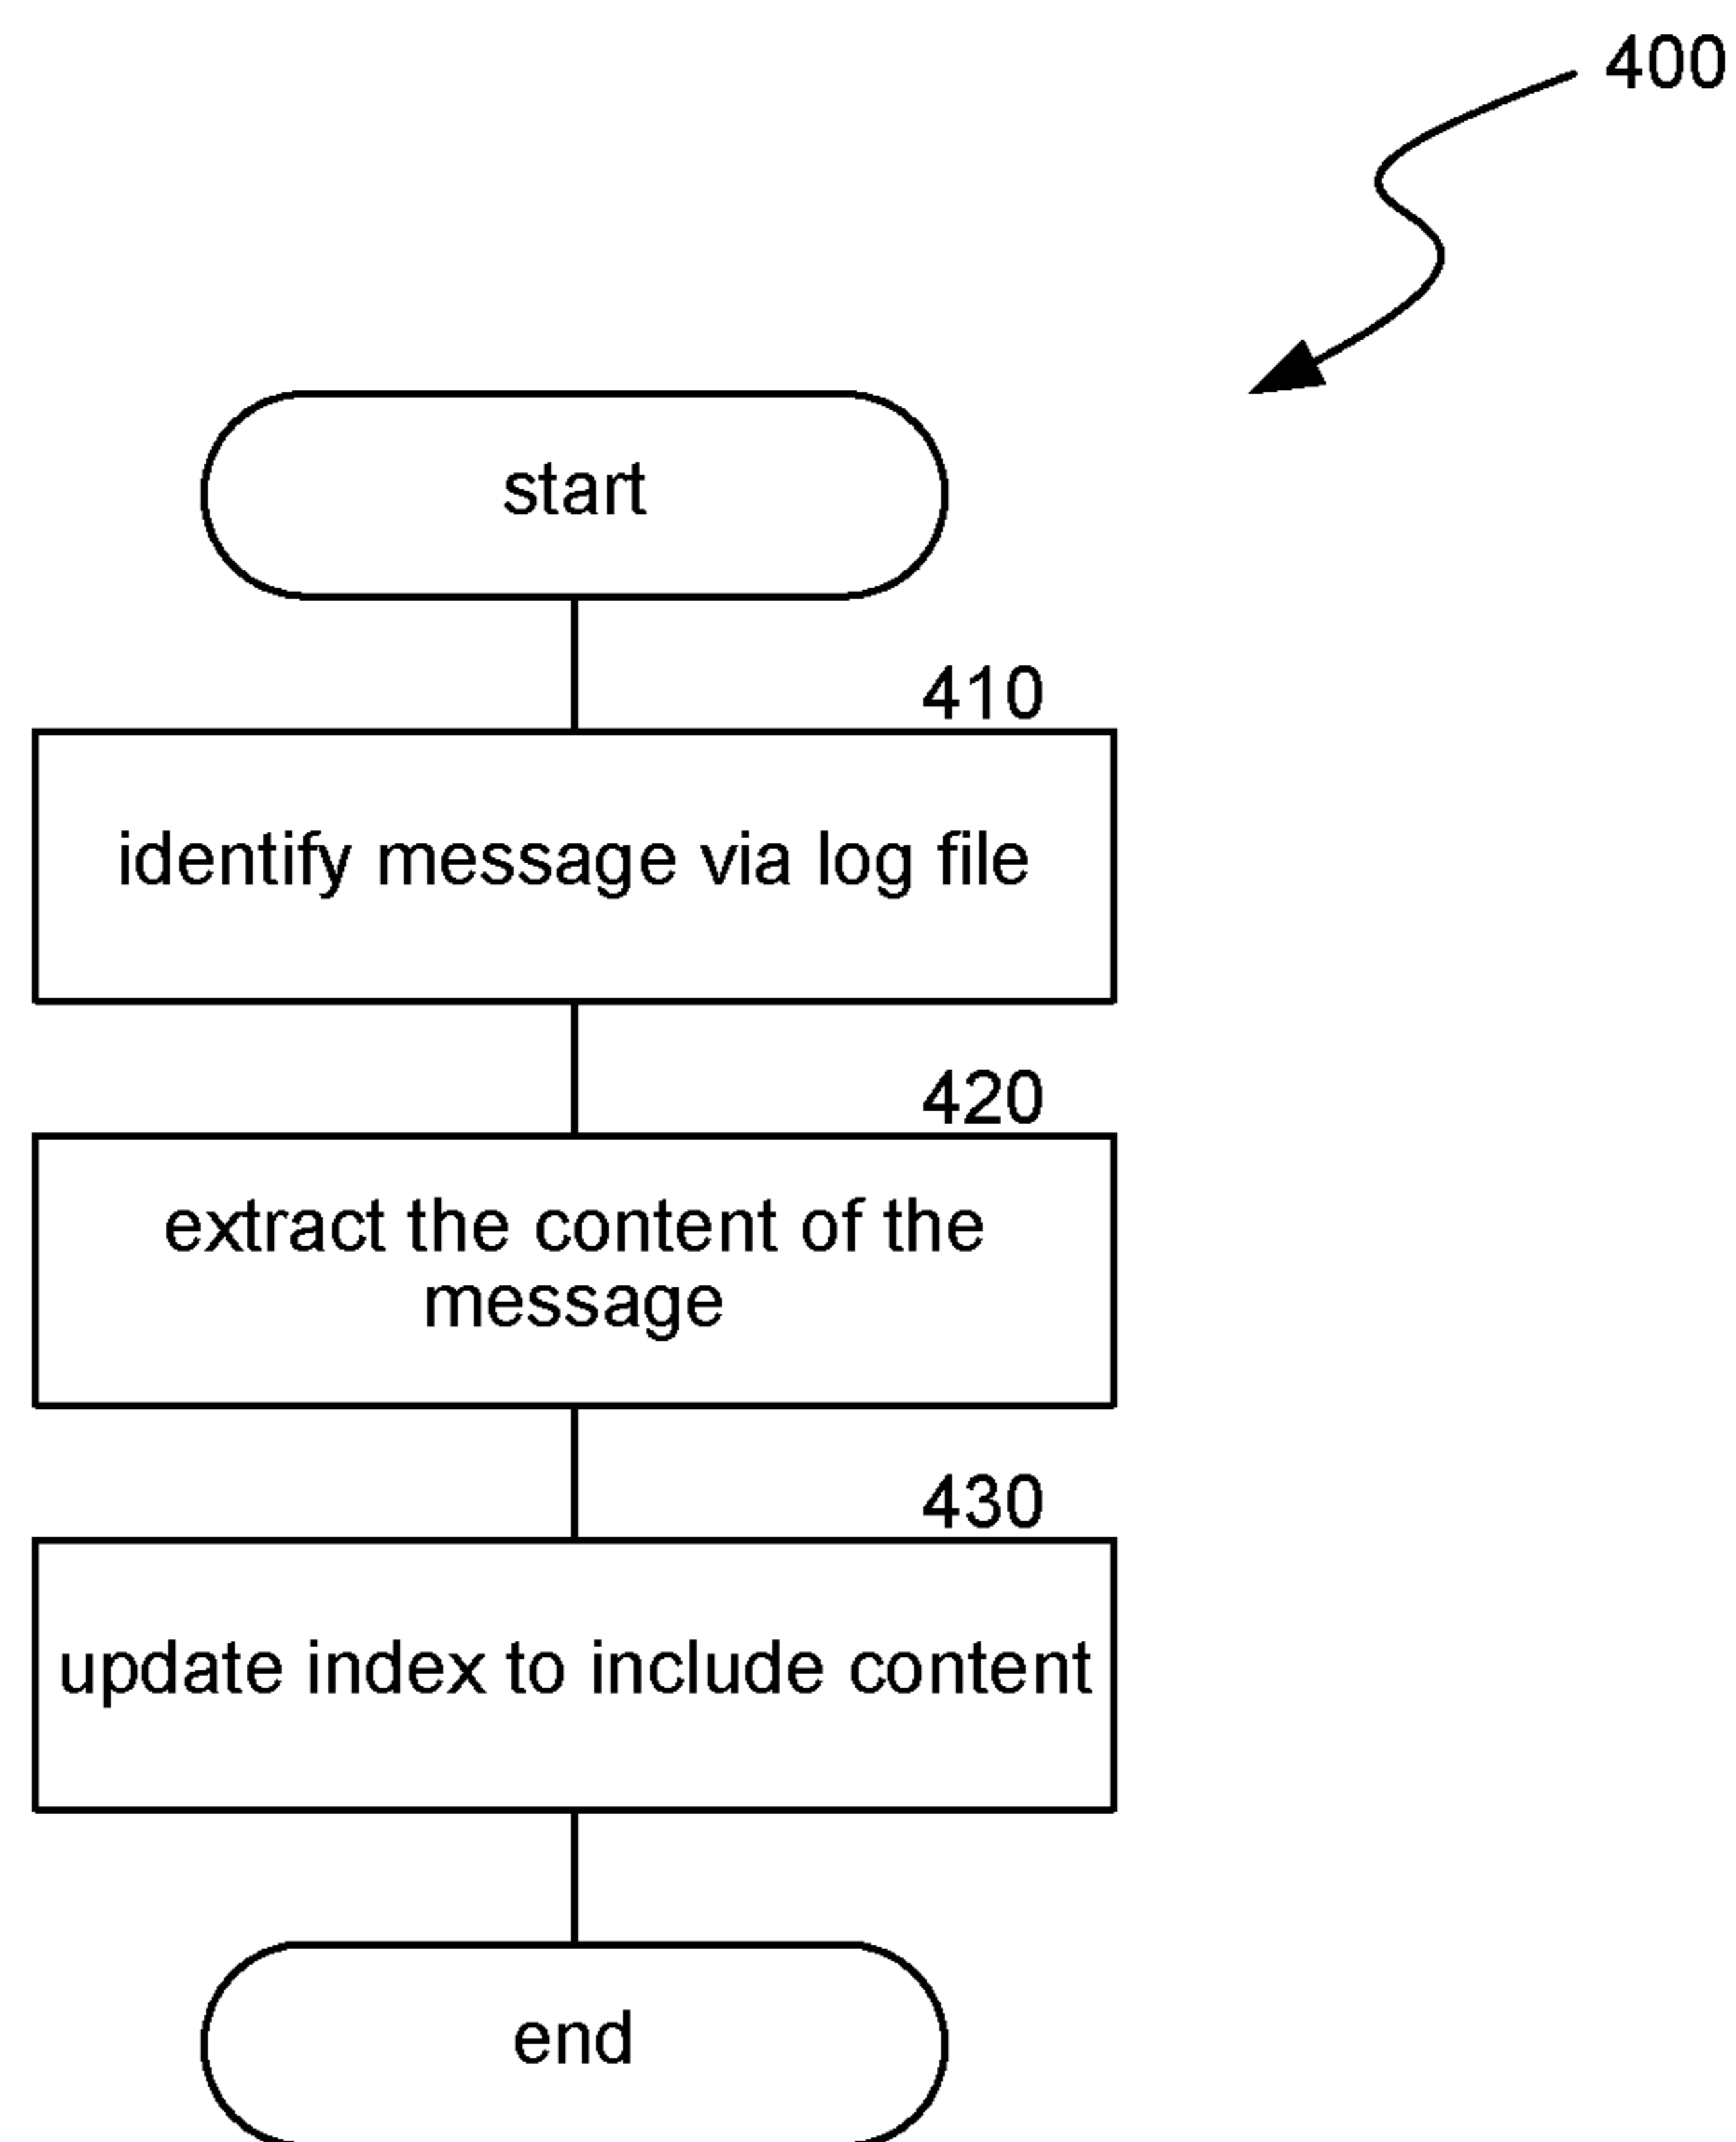 400
start
410
identify message via log file
420
extract the content of the
message
430
update index to include content
end